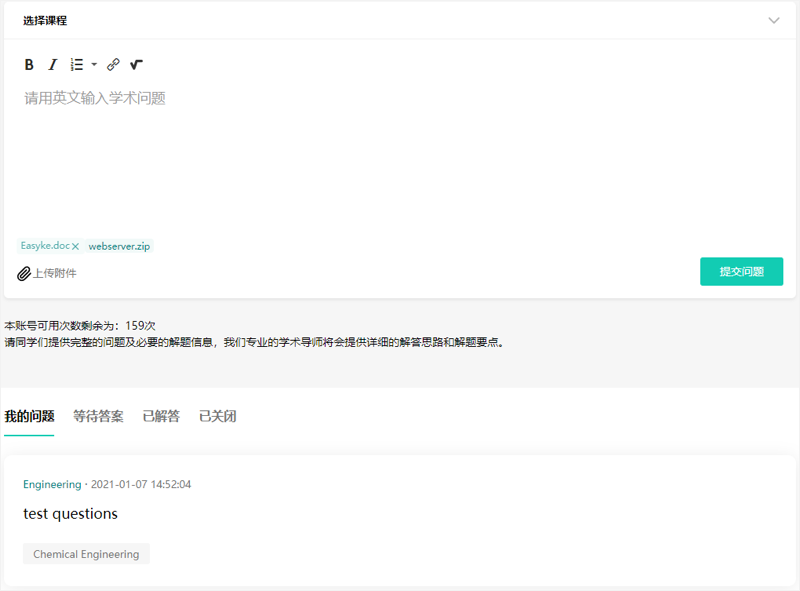 选择课程
B I
请用英文输入学术问题
Easyke.doc× webserver.zip
上传附件
提交问题
本账号可用次数剩余为：159次
请同学们提供完整的问题及必要的解题信息，我们专业的学术导师将会提供详细的解答思路和解题要点。
我的问题 等待答案 已解答 已关闭
Engineering · 2021-01-07 14:52:04
test questions
Chemical Engineering